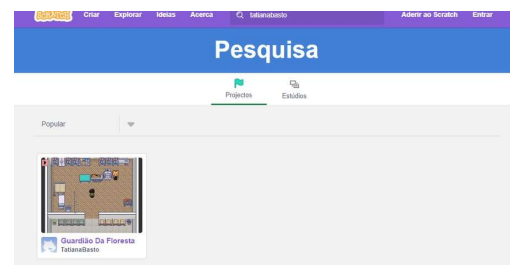 SCRATCH Criar Explorar Ideias Acerca tatianabasto Aderir ao Scratch Entrar
Pesquisa
Projectos Estúdios
Popular
Guardião Da Floresta
TatianaBasto